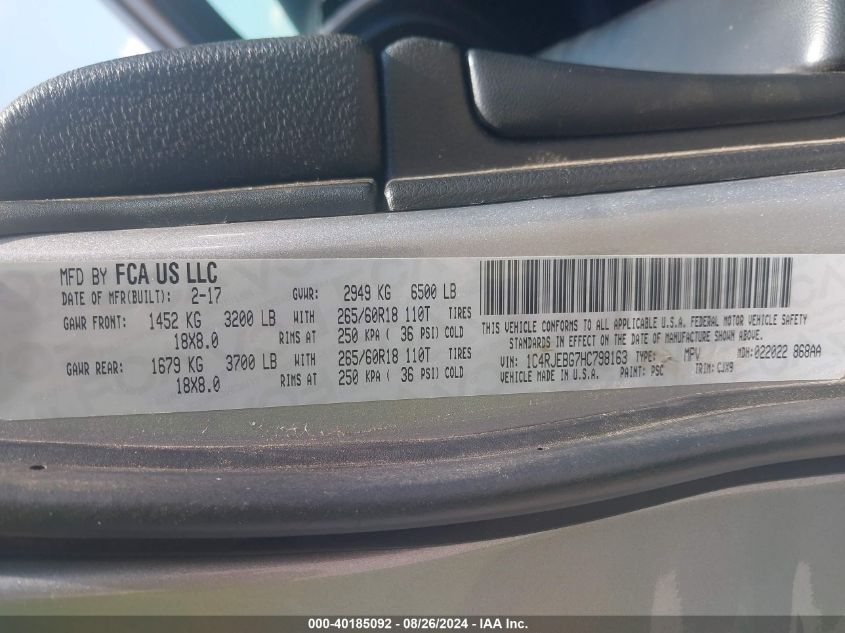 MFD BY FCA US LLC
DATE OF MFR(BUILT): 2-17 GVWR: 2949 KG 6500 LB
GAWR FRONT: 1452 KG 3200 LB WITH 265/60R18 110T TIRES
18X8.0 RIMS AT 250 KPA ( 36 PSI) COLD
GAWR REAR: 1679 KG 3700 LB WITH 265/60R18 110T TIRES
18X8.0 RIMS AT 250 KPA ( 36 PSI) COLD
THIS VEHICLE CONFORMS TO ALL APPLICABLE U.S.A. FEDERAL MOTOR VEHICLE SAFETY
STANDARDS IN EFFECT ON THE DATE OF MANUFACTURE SHOWN ABOVE.
VIN: 1C4RJEBG7HC798163 TYPE: MPV MDH: 022022 868AA
VEHICLE MADE IN U.S.A. PAINT: PSC TRIM: CJX9
000-40185092 - 08/26/2024 - IAA Inc.